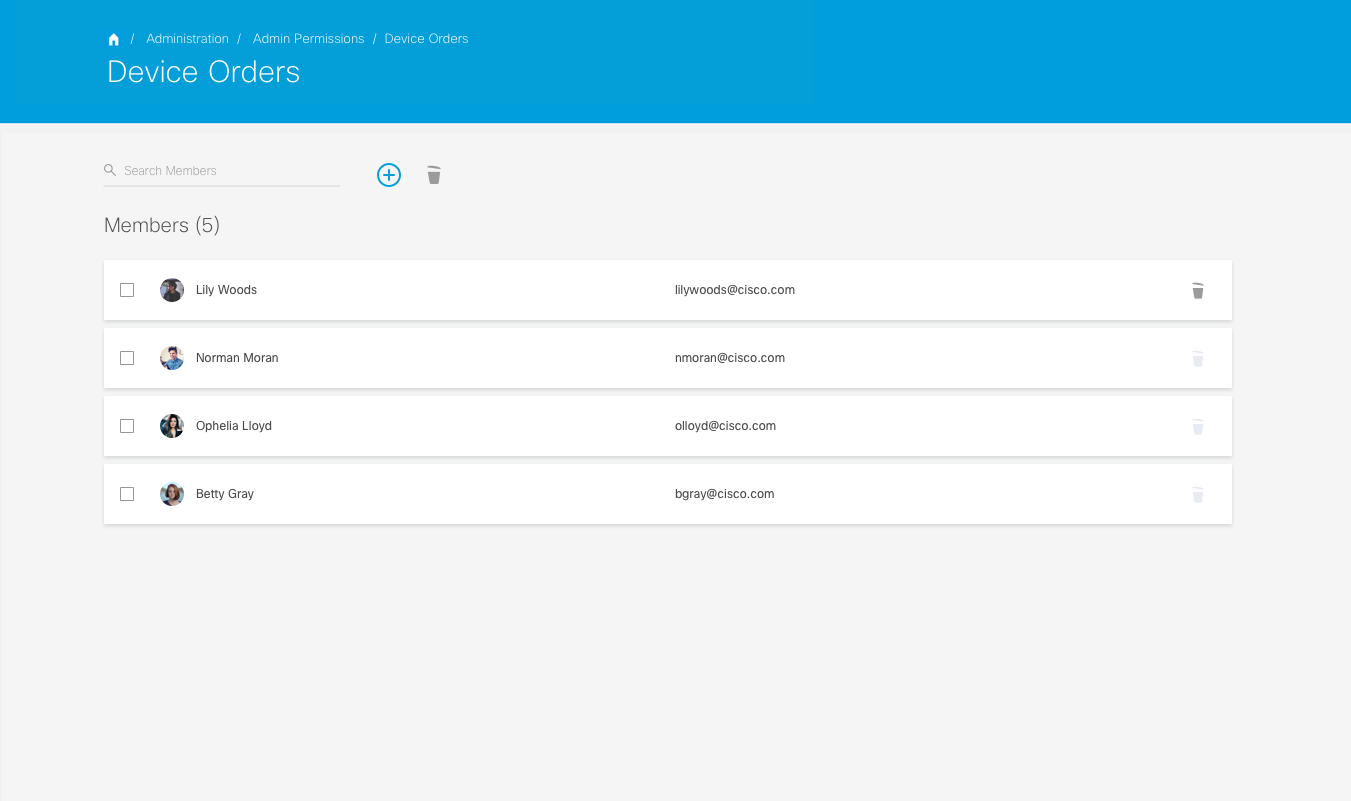 / Administration / Admin Permissions / Device Orders
Device Orders
Search Members
Members (5)
Lily Woods lilywoods@cisco.com
Norman Moran nmoran@cisco.com
Ophelia Lloyd olloyd@cisco.com
Betty Gray bgray@cisco.com